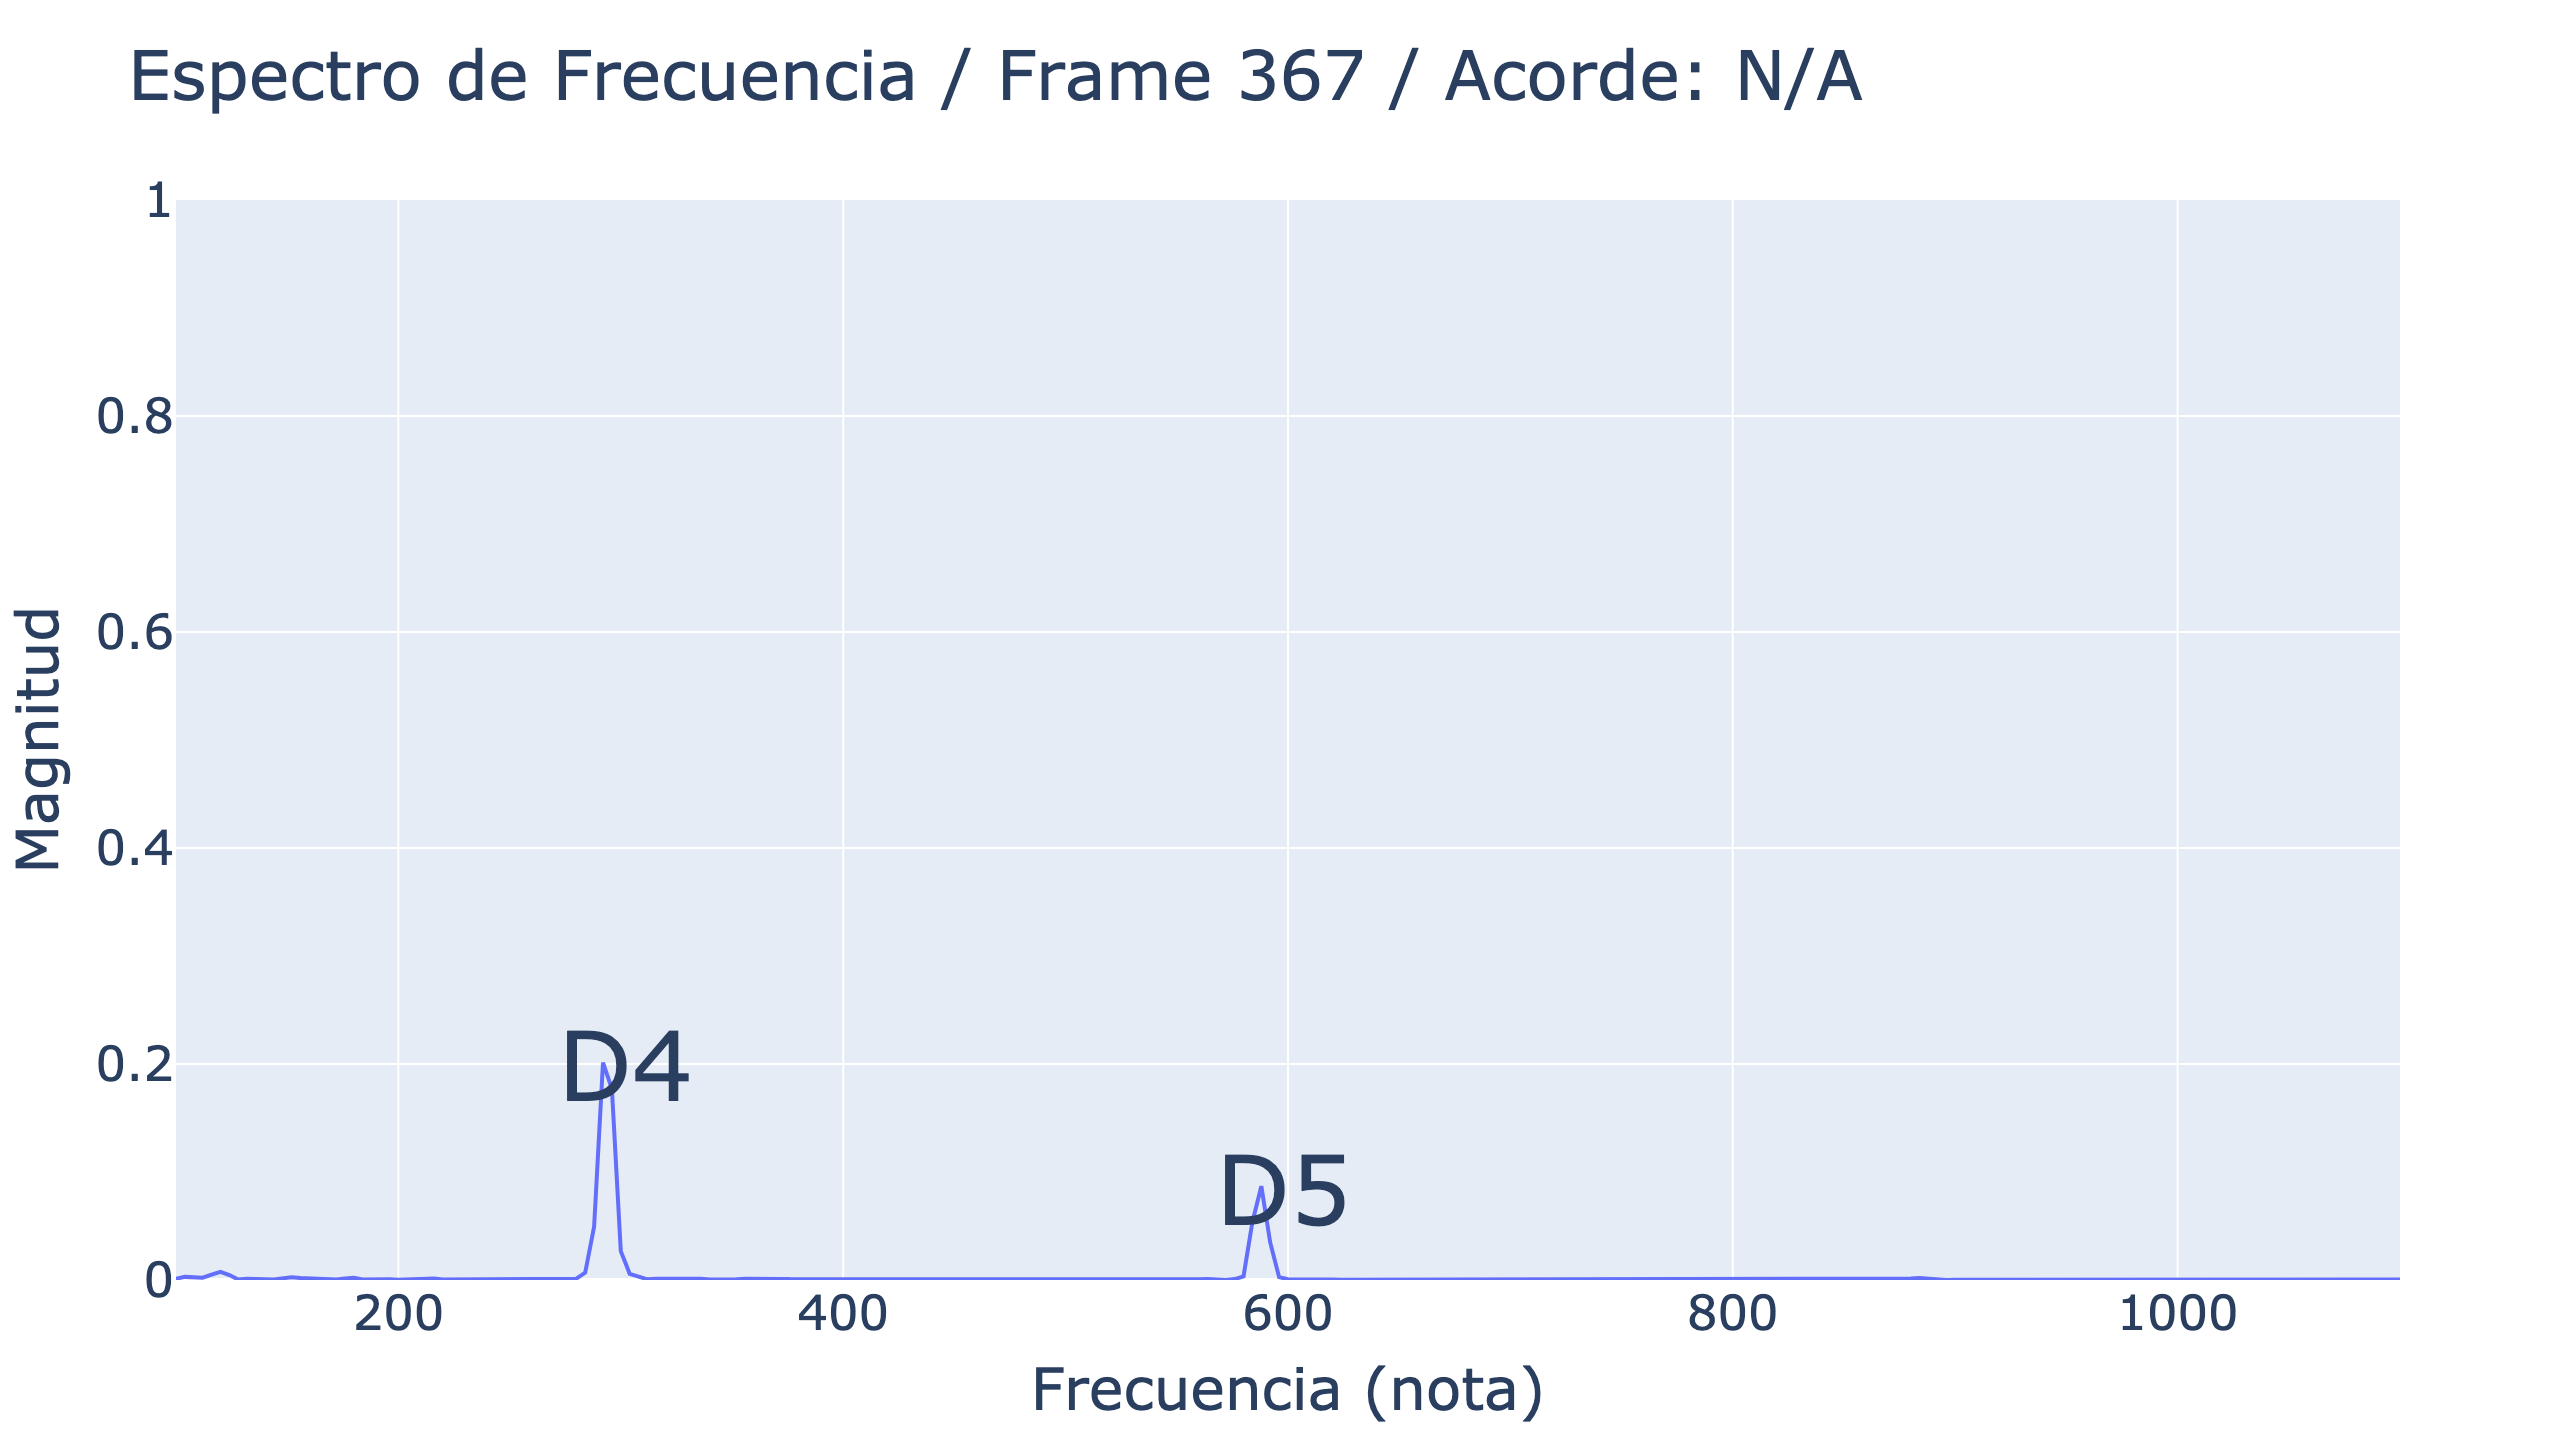 Espectro de Frecuencia / Frame 367 / Acorde: N/A
1
0.8
0.6
0.4
0.2
0
Magnitud
D4
D5
200 400 600 800 1000
Frecuencia (nota)